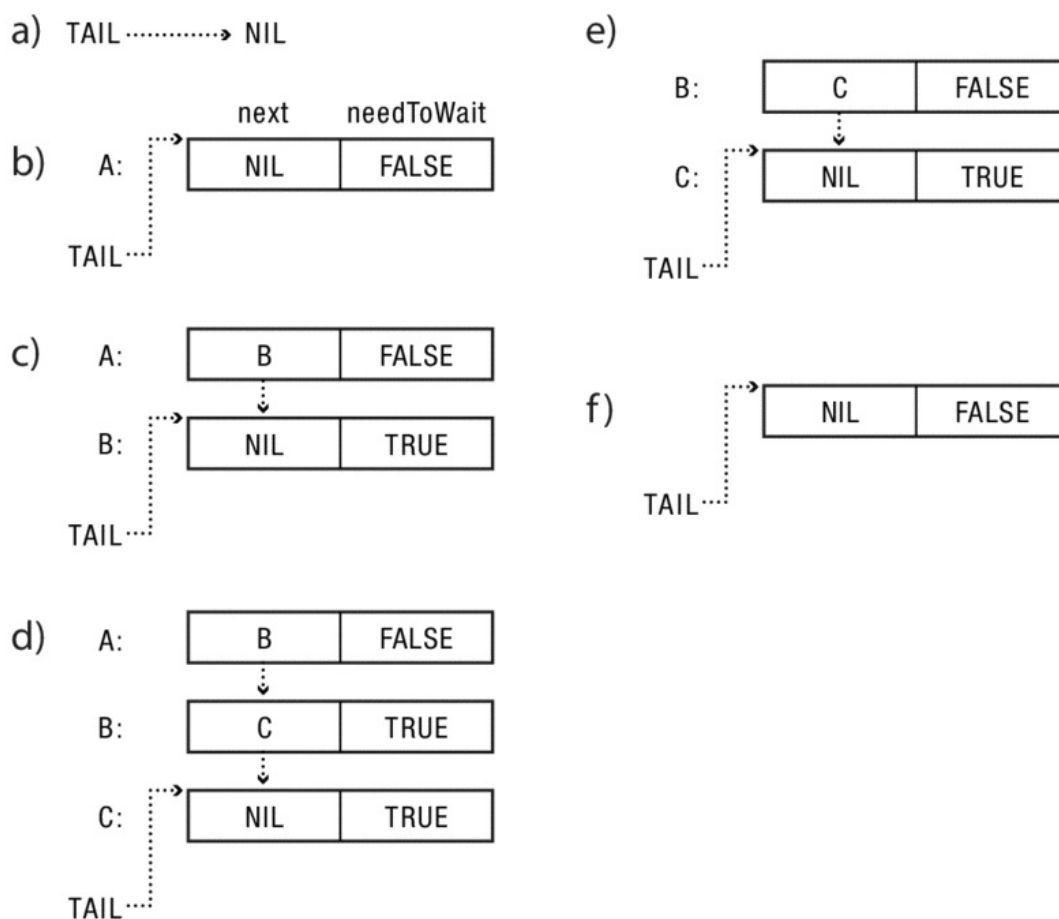 a) TAIL NIL
next needToWait
b) A: NIL FALSE
TAIL
c) A: B FALSE
B: NIL TRUE
TAIL
d) A: B FALSE
B: C TRUE
C: NIL TRUE
TAIL
e)
B: C FALSE
C: NIL TRUE
TAIL
f) NIL FALSE
TAIL